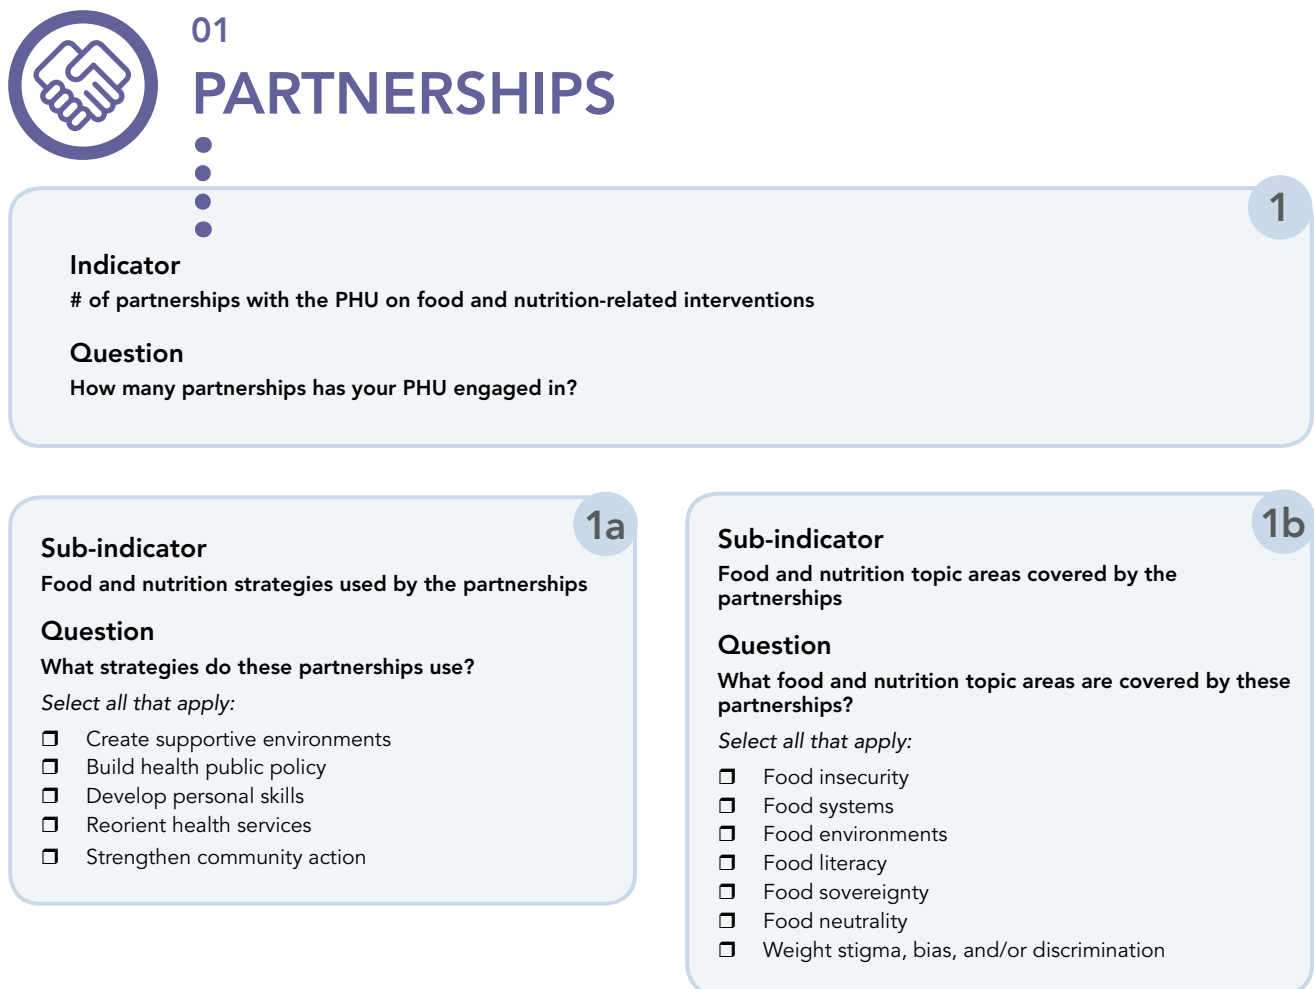 01
PARTNERSHIPS
1
Indicator
# of partnerships with the PHU on food and nutrition-related interventions
Question
How many partnerships has your PHU engaged in?
1a
Sub-indicator
Food and nutrition strategies used by the partnerships
Question
What strategies do these partnerships use?
Select all that apply:
Create supportive environments
Build health public policy
Develop personal skills
Reorient health services
Strengthen community action
1b
Sub-indicator
Food and nutrition topic areas covered by the
partnerships
Question
What food and nutrition topic areas are covered by these
partnerships?
Select all that apply:
Food insecurity
Food systems
Food environments
Food literacy
Food sovereignty
Food neutrality
Weight stigma, bias, and/or discrimination